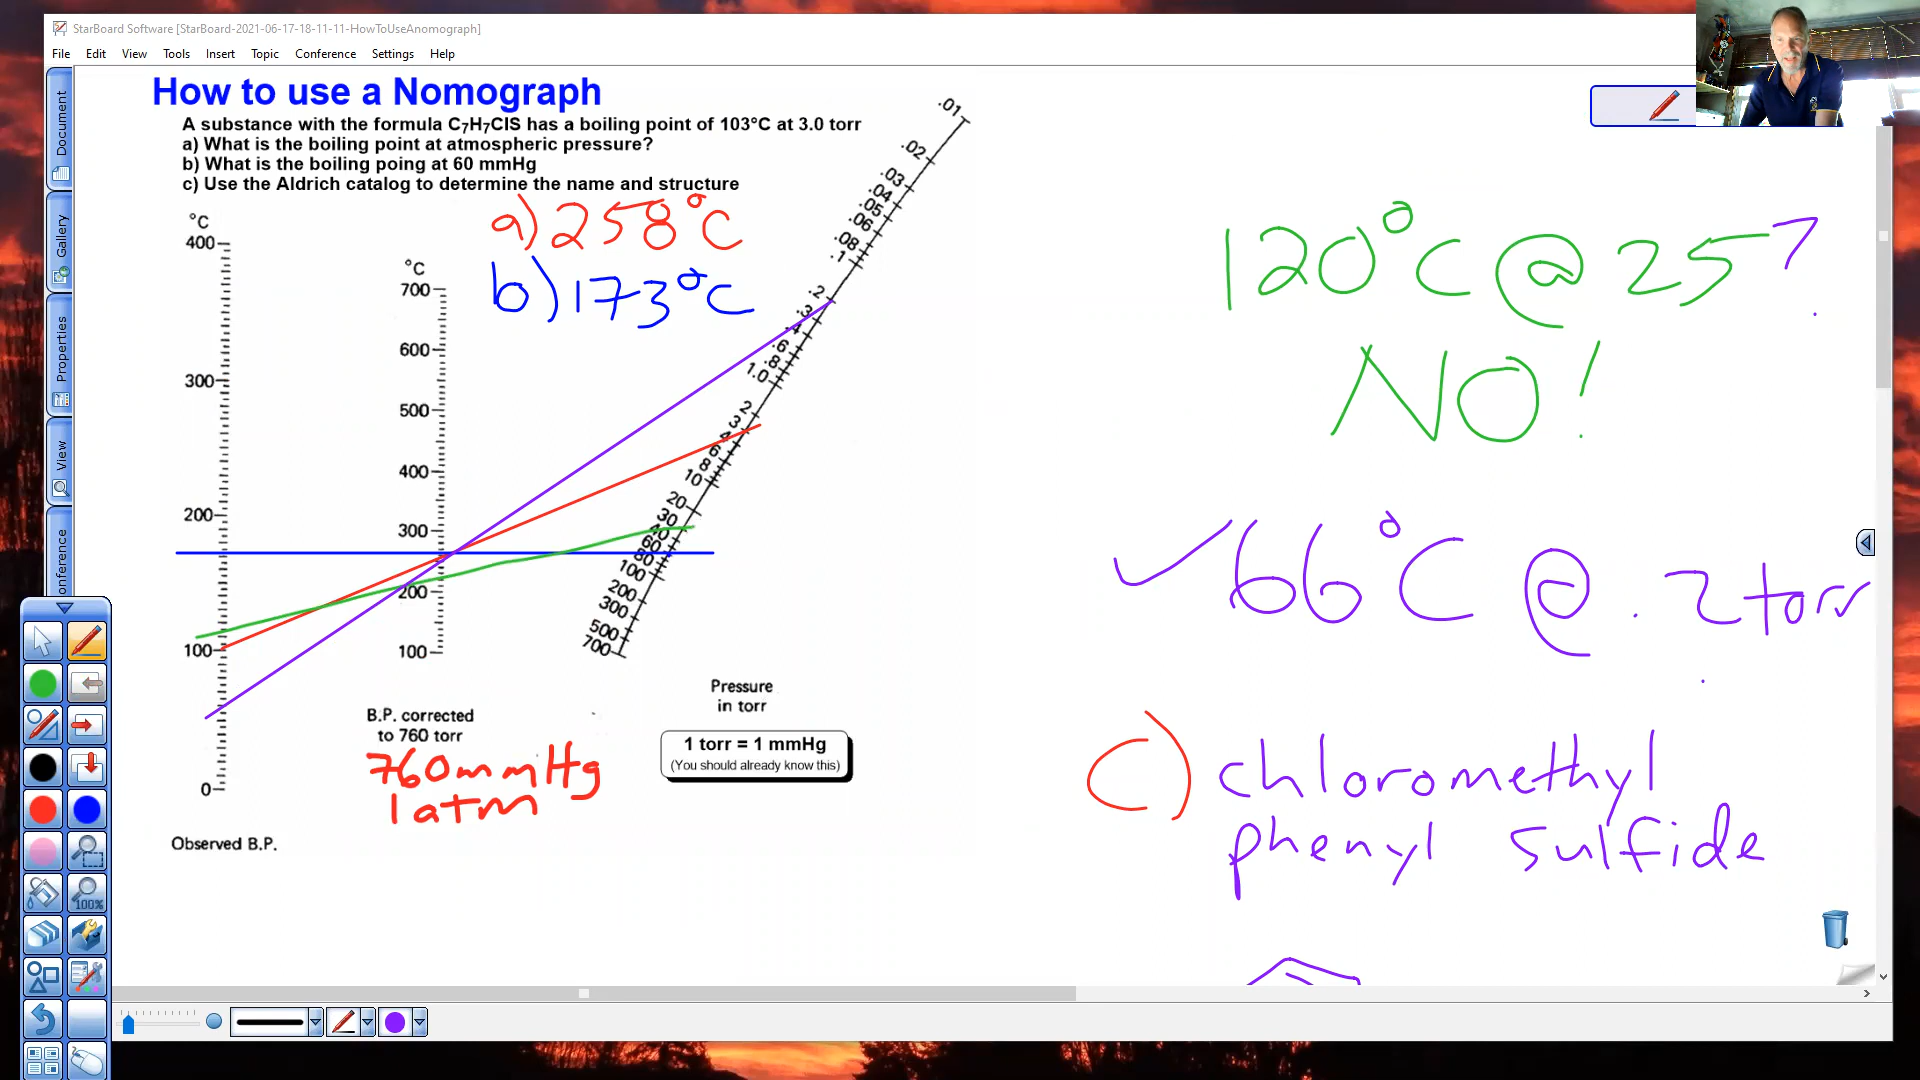 StarBoard Software [StarBoard-2021-06-17-18-11-11-HowToUseAnomograph]
File Edit View Tools Insert Topic Conference Settings Help
Document
Gallery
Properties
View
onference
How to use a Nomograph
A substance with the formula C₇H₇ClS has a boiling point of 103°C at 3.0 torr
a) What is the boiling point at atmospheric pressure?
b) What is the boiling poing at 60 mmHg
c) Use the Aldrich catalog to determine the name and structure
a) 258°C
b) 173°C
°C
400
300
200
100
0
Observed B.P.
°C
700
600
500
400
300
200
100
B.P. corrected
to 760 torr
760mmHg
1atm
.01
.02
.03
.04
.05
.06
.08
.1
.2
.3
.4
.6
.8
1.0
2
3
4
6
8
10
20
30
40
60
80
100
200
300
500
700
Pressure
in torr
1 torr = 1 mmHg
(You should already know this)
120°C @ 25?
NO!
66°C @ .2 torr
c) chloromethyl
phenyl sulfide
100%